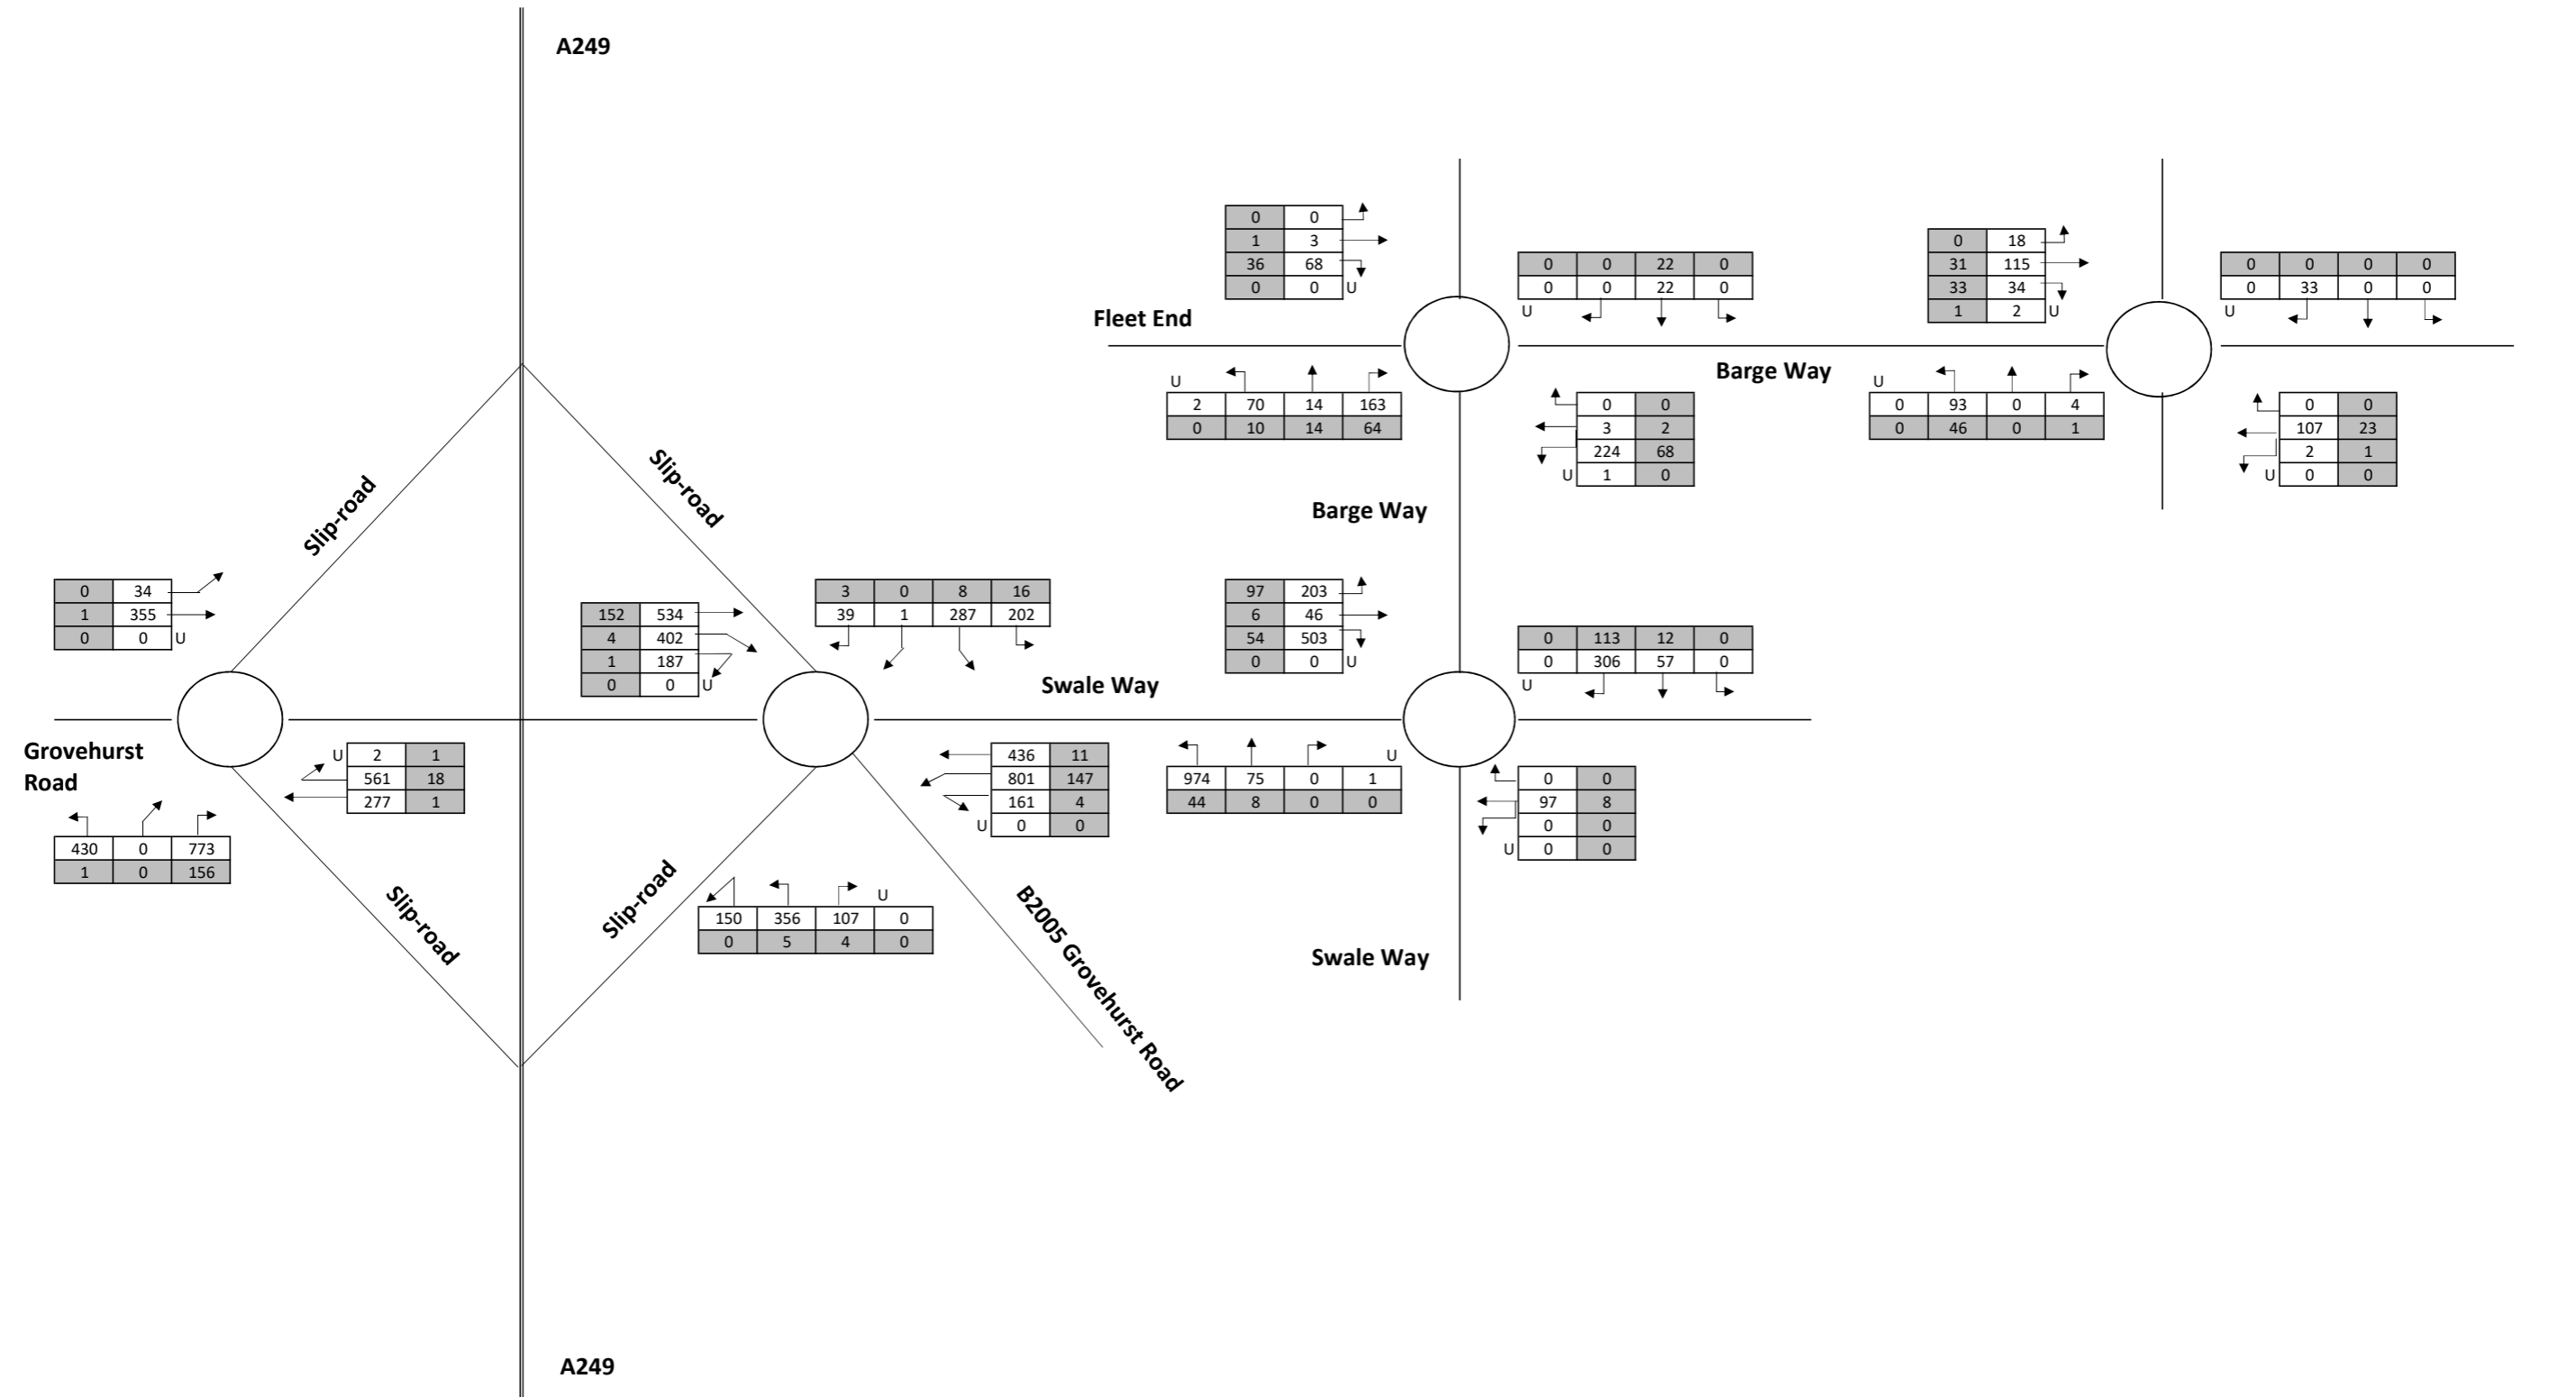 A249
0 0
1 3
36 68
0 0 U
0 18
31 115
33 34
1 2 U
0 0 22 0
0 0 22 0
U
0 0 0 0
0 33 0 0
U
Fleet End
Barge Way
U
2 70 14 163
0 10 14 64
0 0
3 2
224 68
U 1 0
U
0 93 0 4
0 46 0 1
0 0
107 23
2 1
U 0 0
Slip-road
Slip-road
Barge Way
0 34
1 355
0 0 U
152 534
4 402
1 187
0 0 U
3 0 8 16
39 1 287 202
97 203
6 46
54 503
0 0 U
0 113 12 0
0 306 57 0
U
Swale Way
Grovehurst
Road
U 2 1
561 18
277 1
430 0 773
1 0 156
436 11
801 147
161 4
U 0 0
U
974 75 0 1
44 8 0 0
0 0
97 8
0 0
U 0 0
Slip-road
Slip-road
U
150 356 107 0
0 5 4 0
B2005 Grovehurst Road
Swale Way
A249